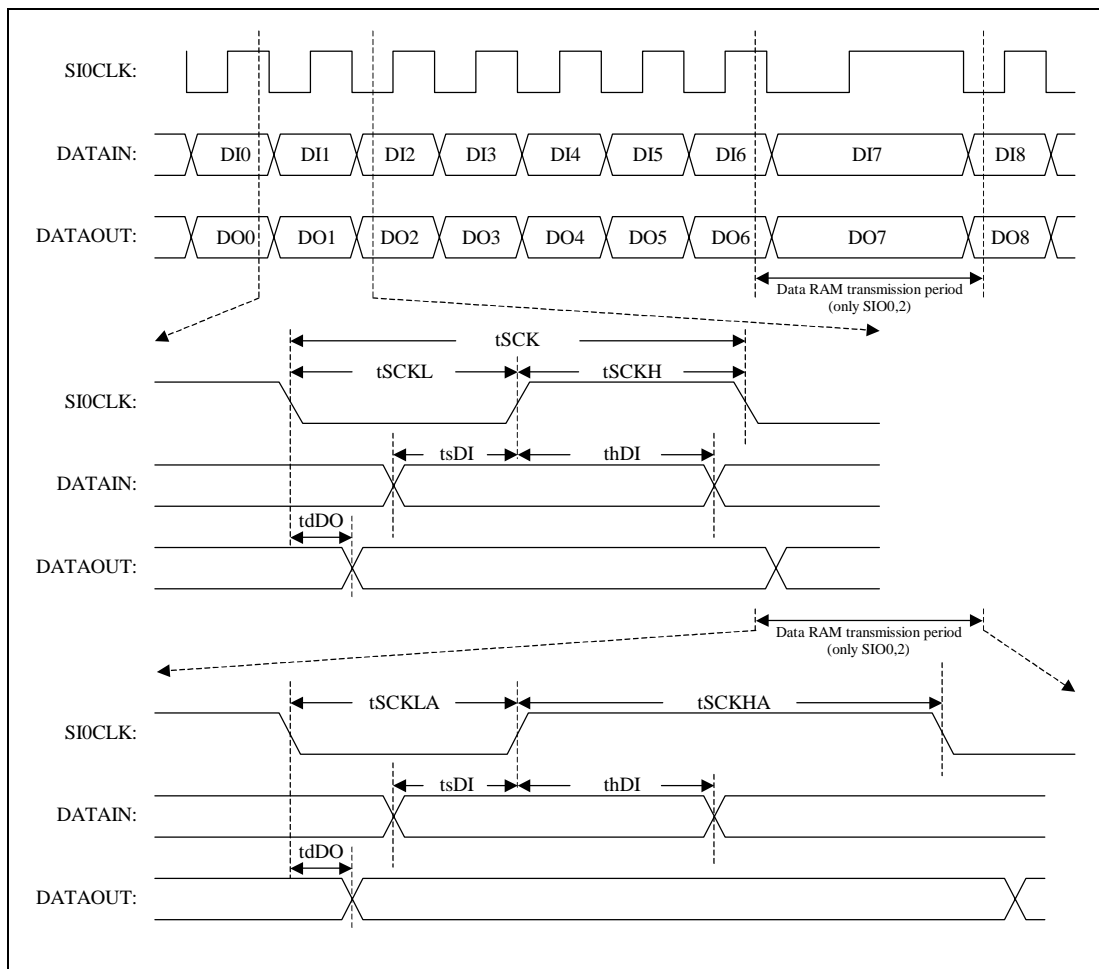 SI0CLK:
DATAIN: DI0 DI1 DI2 DI3 DI4 DI5 DI6 DI7 DI8
DATAOUT: DO0 DO1 DO2 DO3 DO4 DO5 DO6 DO7 DO8
Data RAM transmission period
(only SIO0,2)
tSCK
tSCKL tSCKH
SI0CLK:
tsDI thDI
DATAIN:
tdDO
DATAOUT:
Data RAM transmission period
(only SIO0,2)
tSCKLA tSCKHA
SI0CLK:
tsDI thDI
DATAIN:
tdDO
DATAOUT: